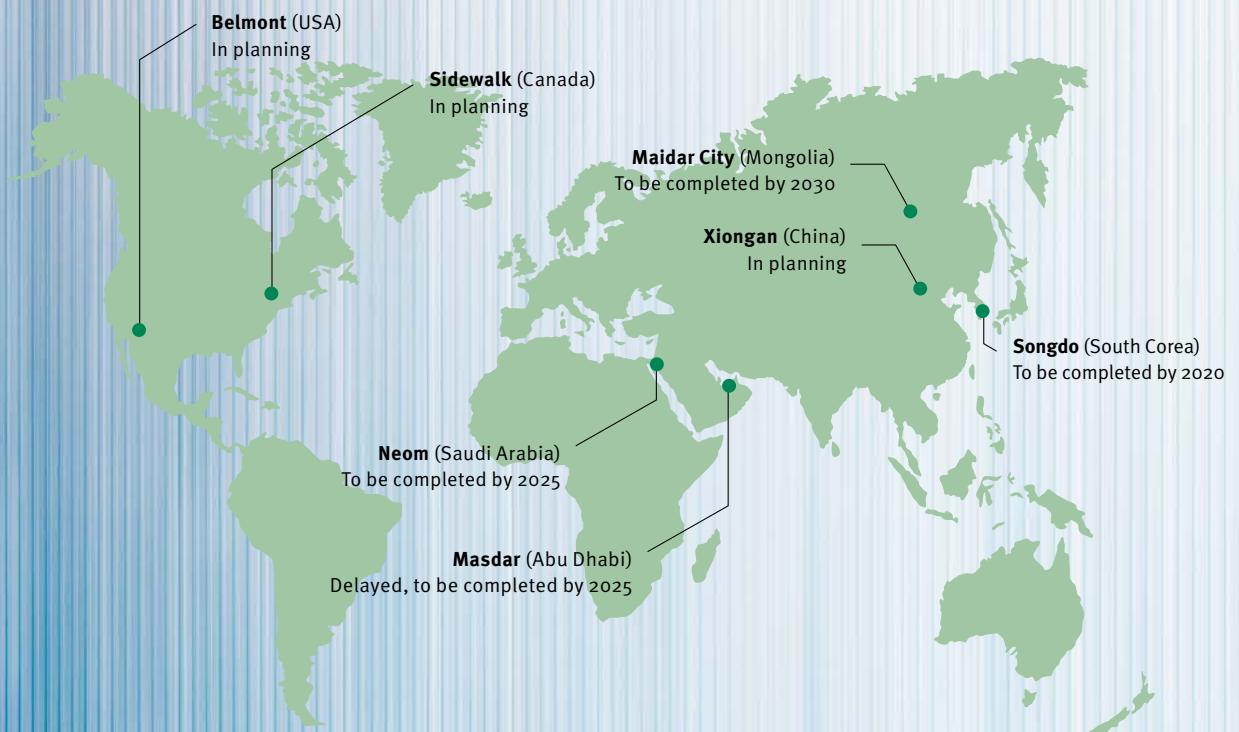 Belmont (USA)
In planning
Sidewalk (Canada)
In planning
Maidar City (Mongolia)
To be completed by 2030
Xiongan (China)
In planning
Songdo (South Corea)
To be completed by 2020
Neom (Saudi Arabia)
To be completed by 2025
Masdar (Abu Dhabi)
Delayed, to be completed by 2025